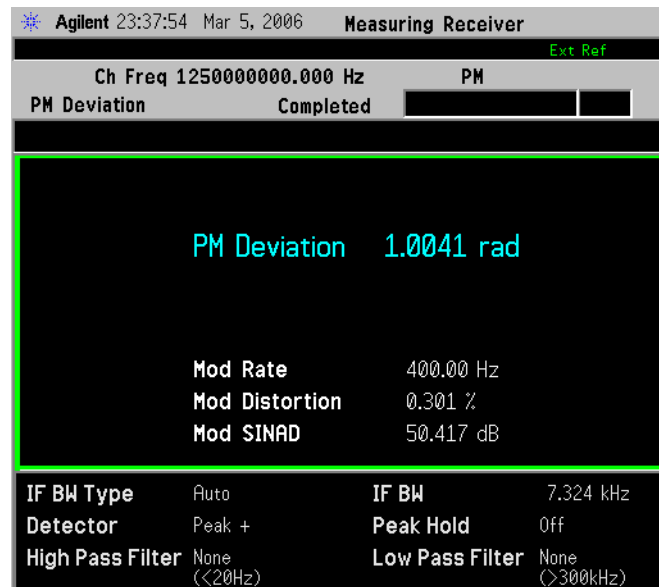 Agilent 23:37:54 Mar 5, 2006 Measuring Receiver
Ext Ref
Ch Freq 1250000000.000 Hz PM
PM Deviation Completed
PM Deviation 1.0041 rad
Mod Rate 400.00 Hz
Mod Distortion 0.301 %
Mod SINAD 50.417 dB
IF BW Type Auto IF BW 7.324 kHz
Detector Peak + Peak Hold Off
High Pass Filter None Low Pass Filter None
(<20Hz) (>300kHz)